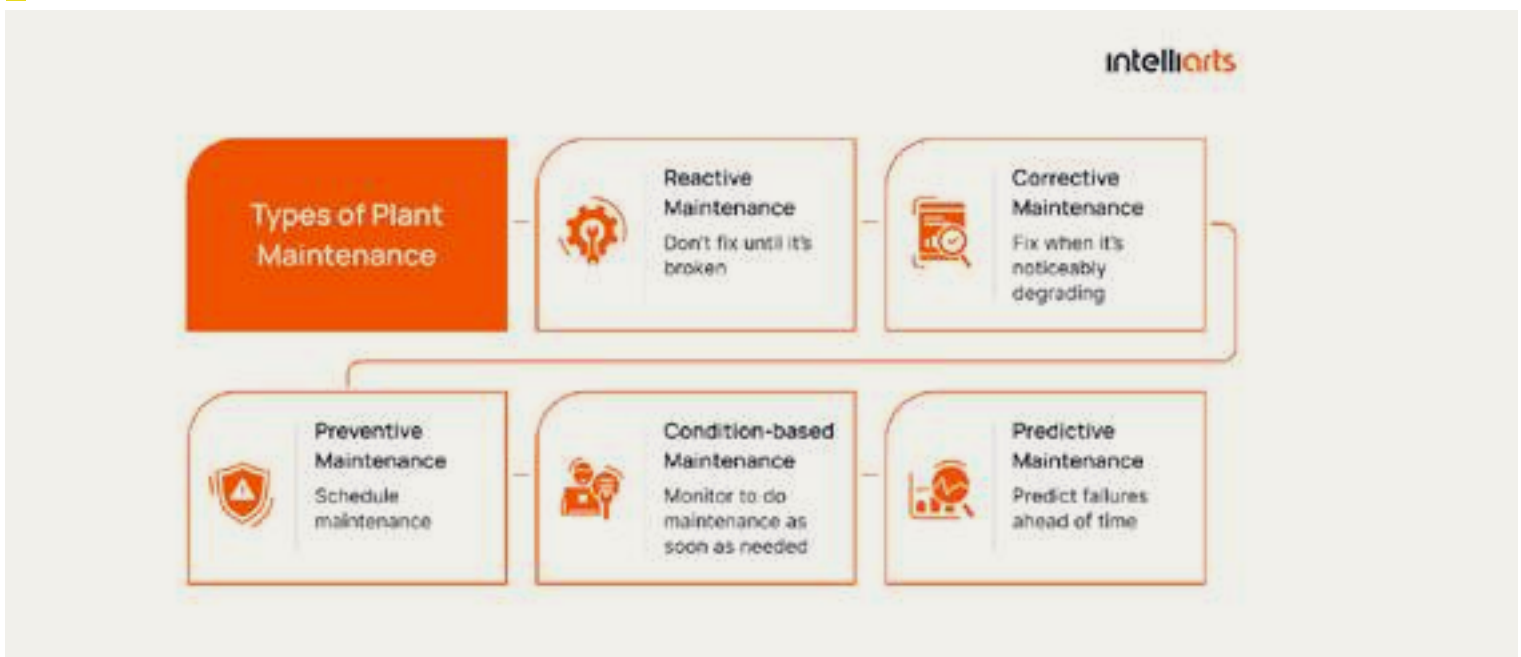 intelliarts
Types of Plant
Maintenance
Reactive
Maintenance
Don't fix until it's
broken
Corrective
Maintenance
Fix when it's
noticeably
degrading
Preventive
Maintenance
Schedule
maintenance
Condition-based
Maintenance
Monitor to do
maintenance as
soon as needed
Predictive
Maintenance
Predict failures
ahead of time